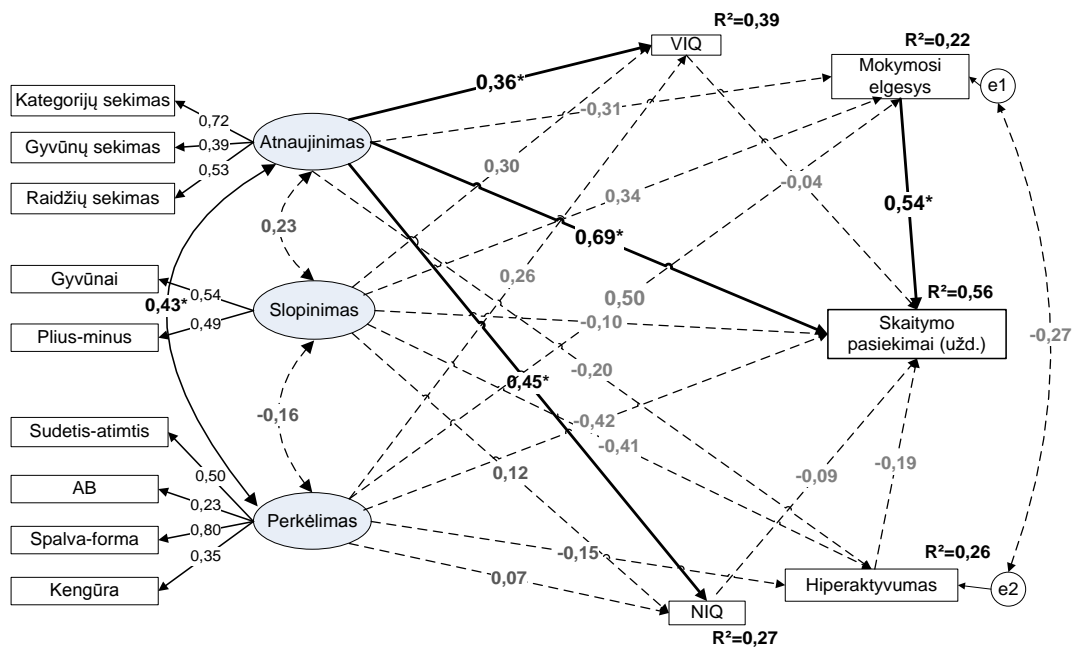 R²=0,39
VIQ
R²=0,22
Mokymosi
elgesys
e1
Kategorijų sekimas
Gyvūnų sekimas
Raidžių sekimas
0,72
0,39
0,53
Atnaujinimas
0,36*
-0,31
0,30
0,34
-0,04
0,54*
0,23
0,69*
Gyvūnai
Plius-minus
0,54
0,43*
0,49
Slopinimas
0,26
0,50
-0,10
R²=0,56
Skaitymo
pasiekimai (užd.)
-0,27
-0,20
0,45*
-0,16
-0,42
-0,41
Sudetis-atimtis
AB
Spalva-forma
Kengūra
0,50
0,23
0,80
0,35
Perkėlimas
0,12
-0,09
-0,19
-0,15
0,07
R²=0,26
Hiperaktyvumas
e2
NIQ
R²=0,27